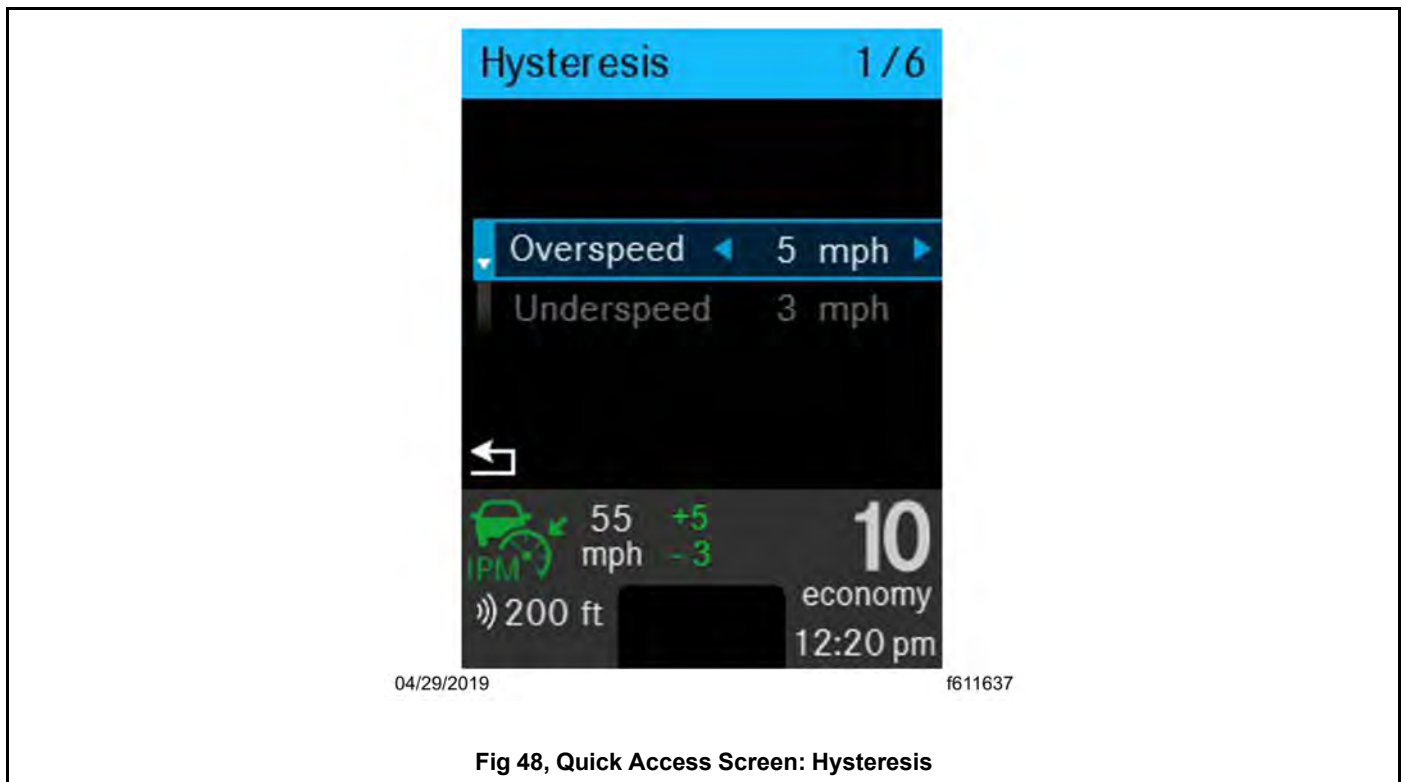 Hysteresis 1/6
Overspeed 5 mph
Underspeed 3 mph
55 +5
mph - 3
IPM
10
economy
200 ft
12:20 pm
04/29/2019 f611637
Fig 48, Quick Access Screen: Hysteresis